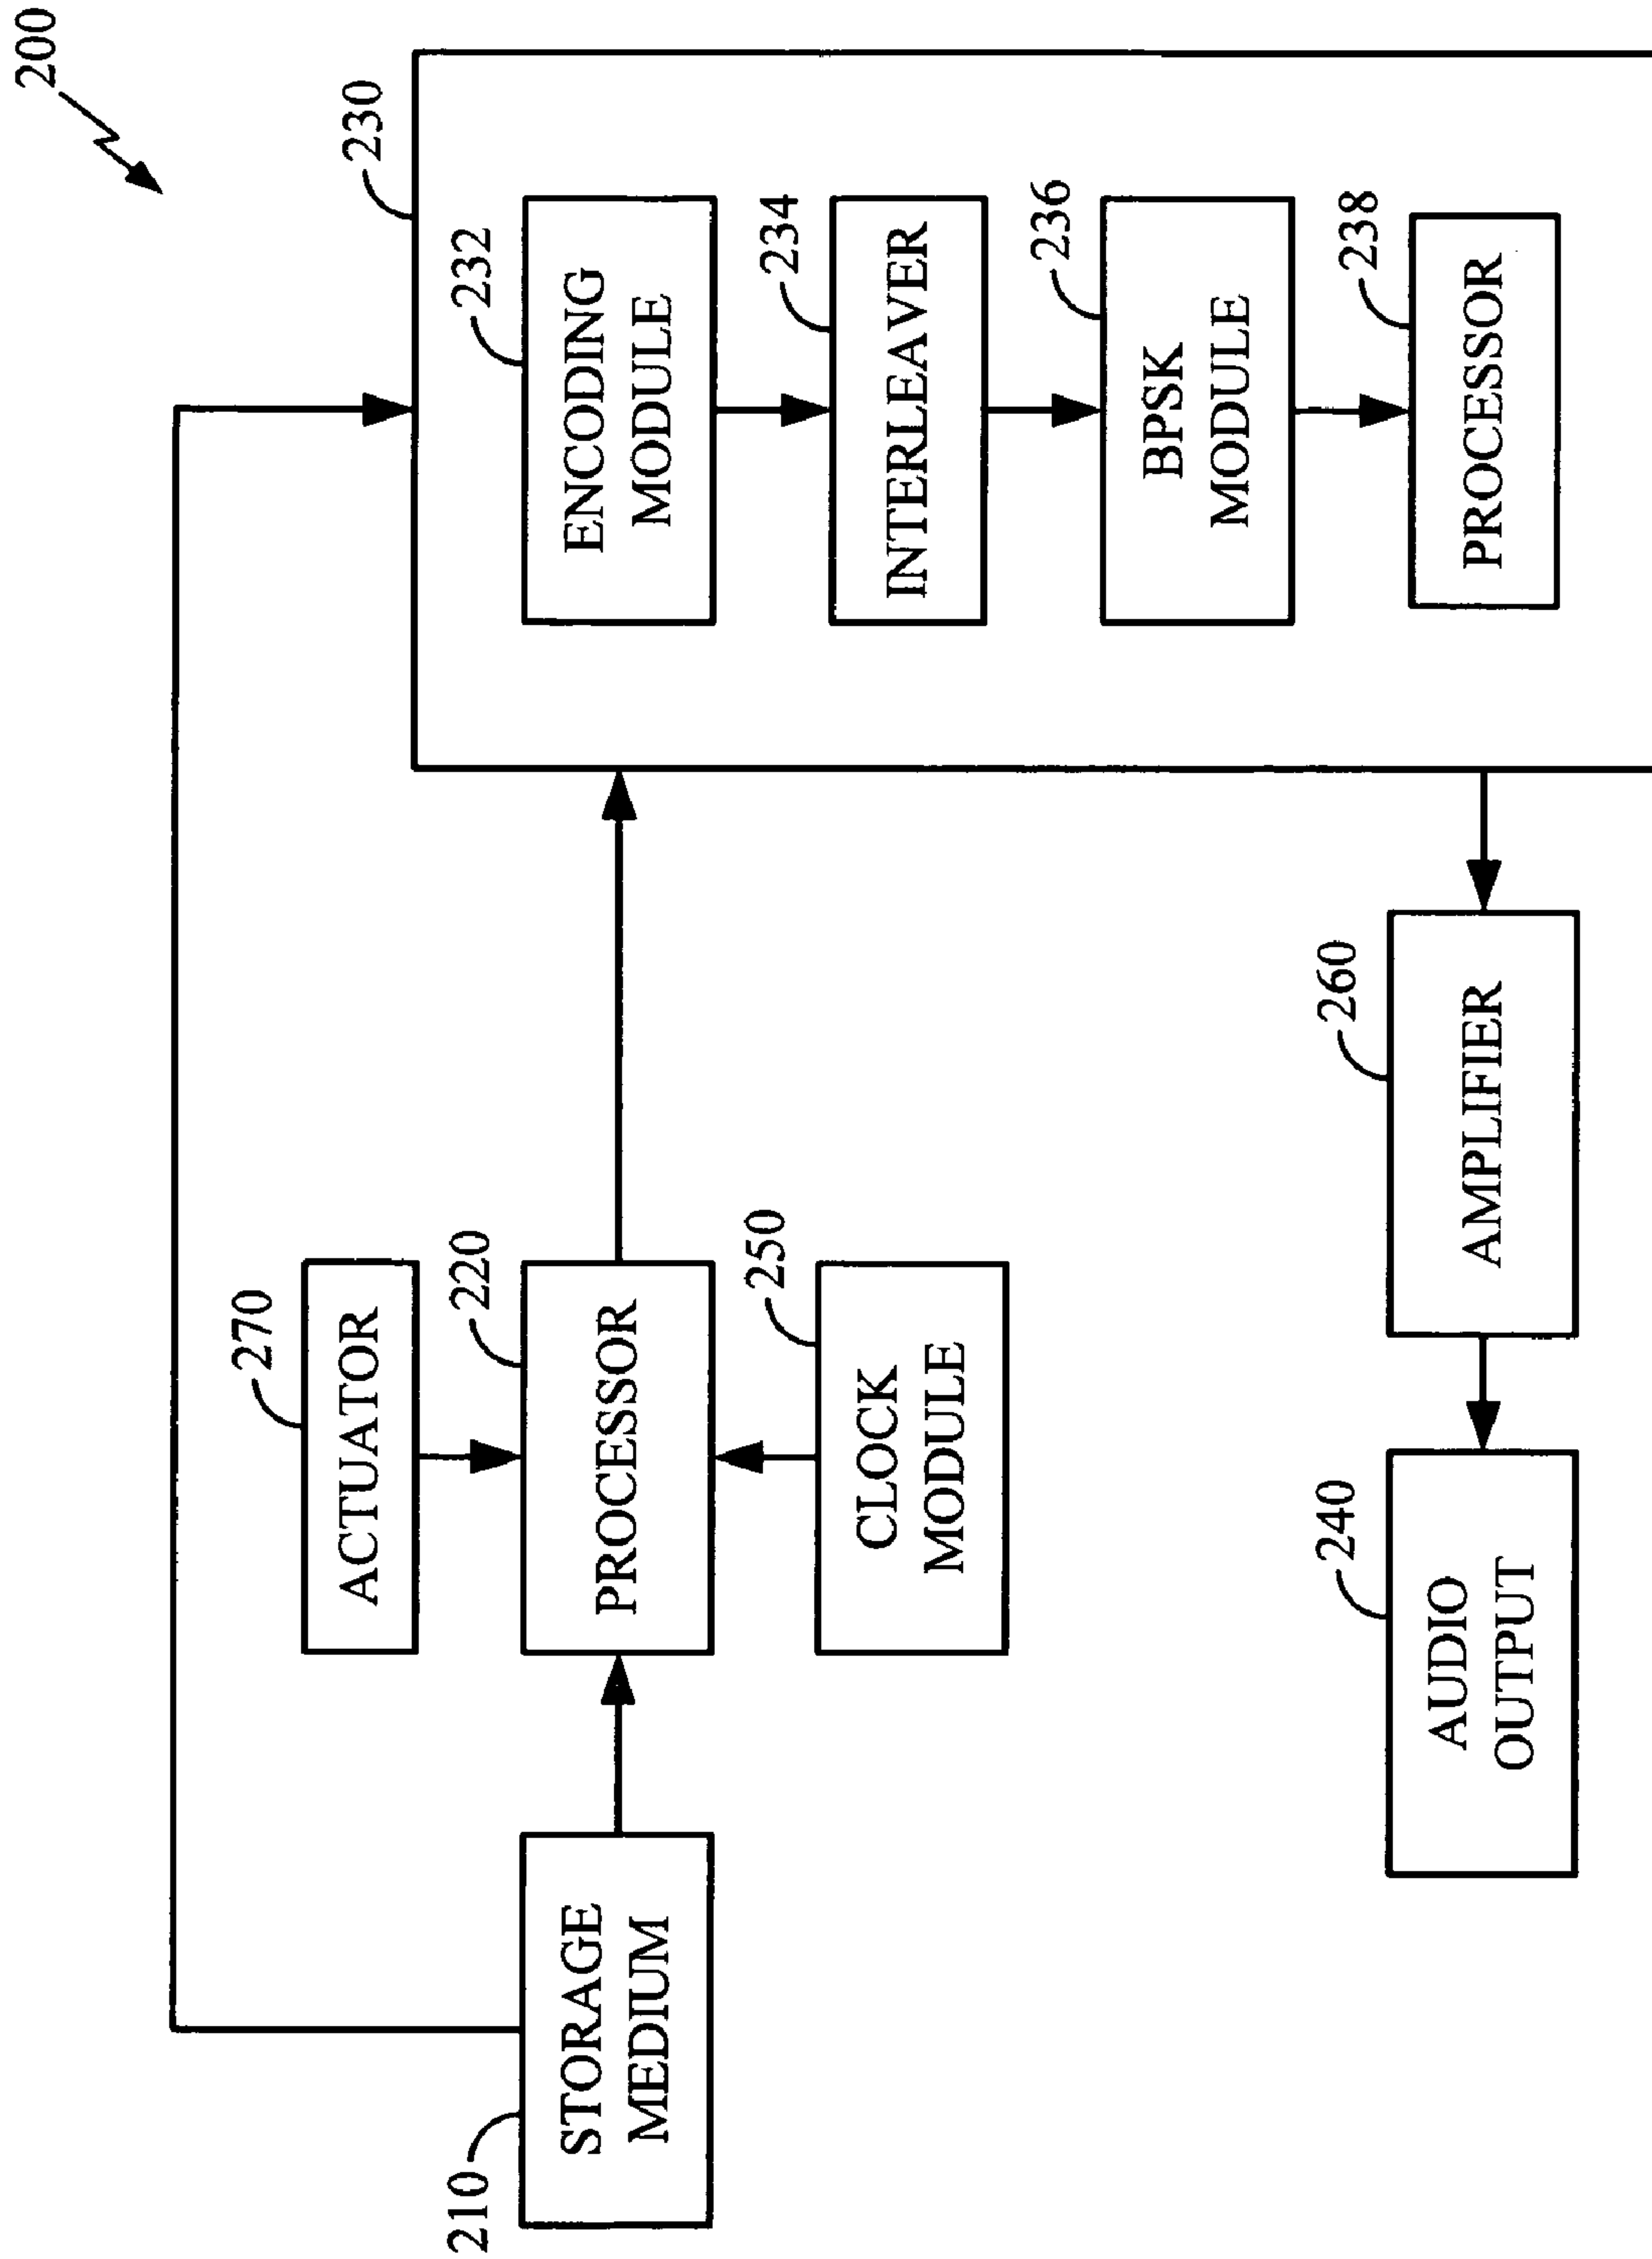 200
230
232
ENCODING
MODULE
234
INTERLEAVER
236
BPSK
MODULE
238
PROCESSOR
270
ACTUATOR
220
PROCESSOR
250
CLOCK
MODULE
210
STORAGE
MEDIUM
260
AMPLIFIER
240
AUDIO
OUTPUT